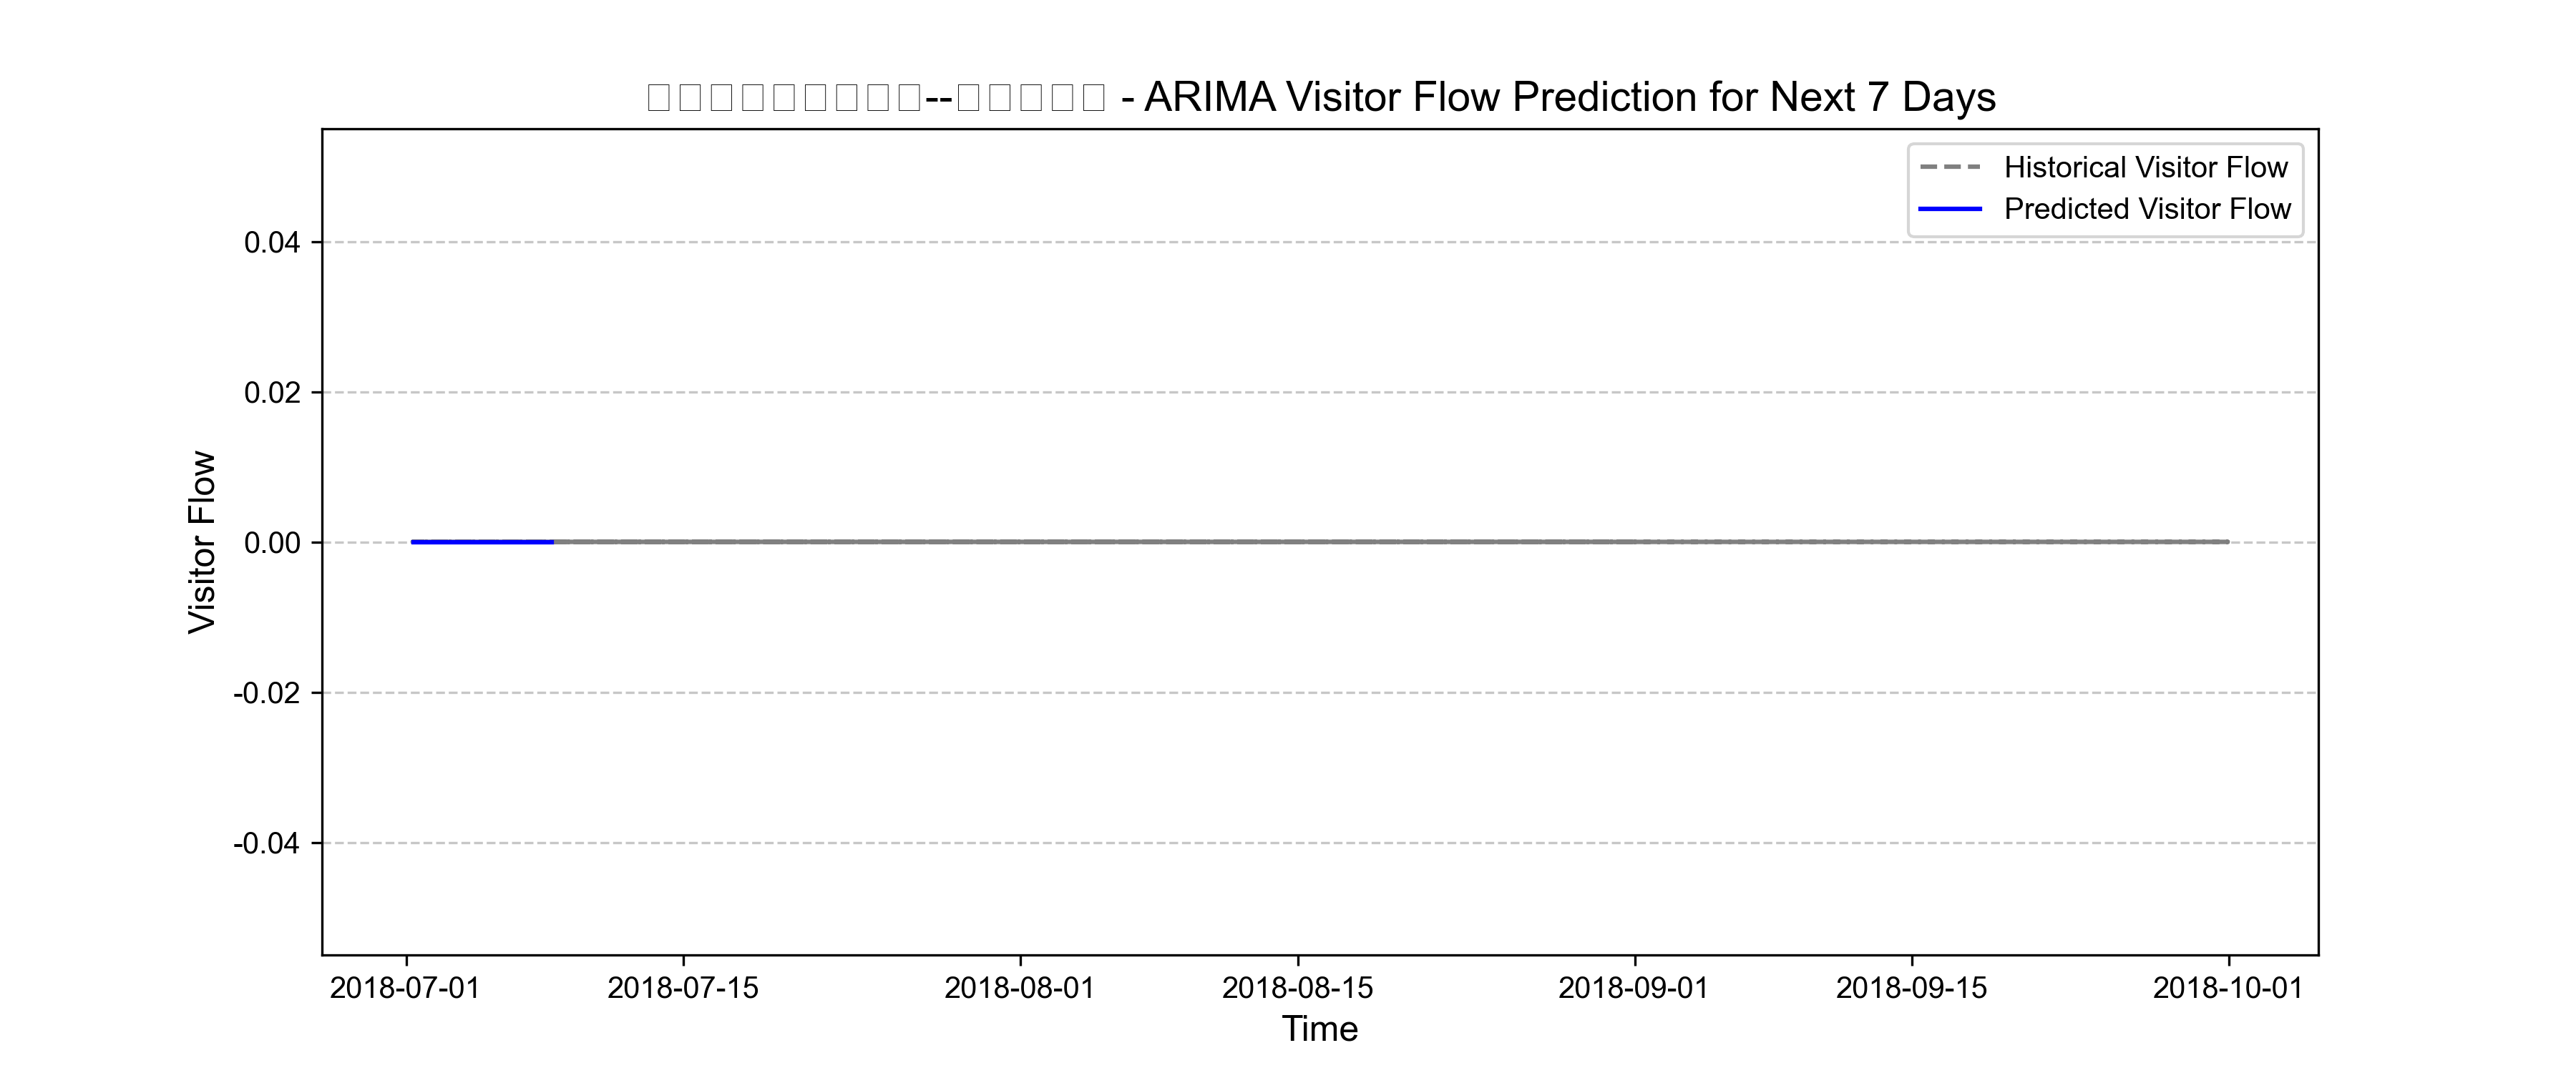 -- - ARIMA Visitor Flow Prediction for Next 7 Days
Historical Visitor Flow
Predicted Visitor Flow
0.04
0.02
0.00
-0.02
-0.04
Visitor Flow
2018-07-01 2018-07-15 2018-08-01 2018-08-15 2018-09-01 2018-09-15 2018-10-01
Time